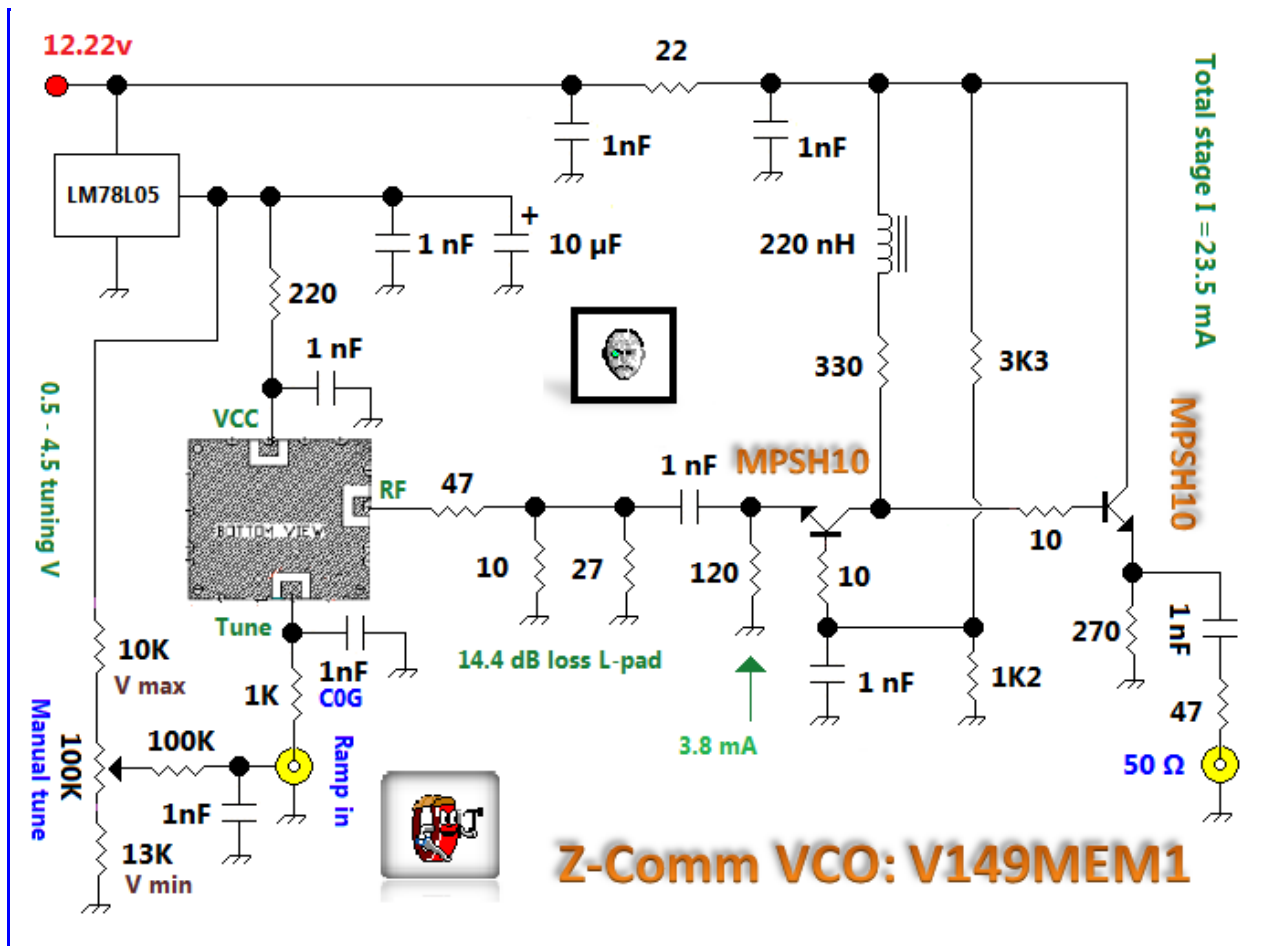 12.22v
22
1nF
1nF
LM78L05
1 nF
+
10 µF
220 nH
Total stage I = 23.5 mA
220
1 nF
330
3K3
0.5 - 4.5 tuning V
VCC
MPSH10
MPSH10
RF
47
1 nF
BOTTOM VIEW
10
27
120
10
10
Tune
14.4 dB loss L-pad
270
1 nF
10K
V max
1nF
C0G
1K
1 nF
1K2
47
Manual tune
100K
100K
Ramp in
3.8 mA
50 Ω
1nF
13K
V min
Z-Comm VCO: V149MEM1